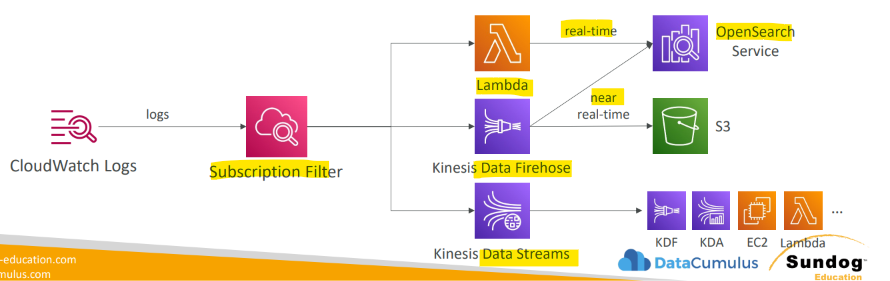 real-time
OpenSearch
Service
Lambda
logs
near
real-time
S3
CloudWatch Logs
Subscription Filter
Kinesis Data Firehose
...
KDF
KDA
EC2
Lambda
Kinesis Data Streams
-education.com
mulus.com
DataCumulus
Sundog
Education